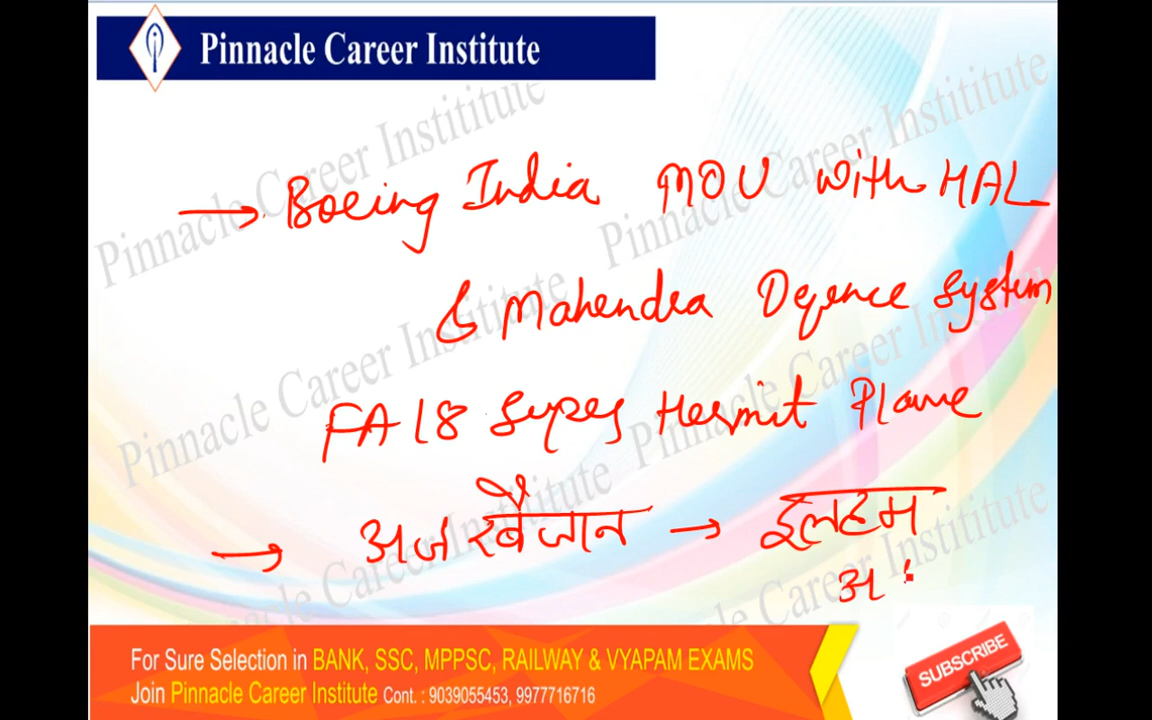 Pinnacle Career Institute
→ Boeing India MOU with HAL
& Mahendra Defence System
FA 18 Super Hermit Plane
→ अजरबैजान → इलहम
अ
For Sure Selection in BANK, SSC, MPPSC, RAILWAY & VYAPAM EXAMS
Join Pinnacle Career Institute Cont. : 9039055453, 9977716716
SUBSCRIBE